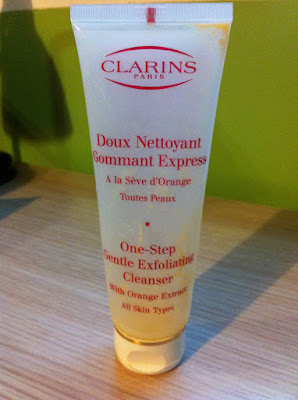 CLARINS
PARIS
Doux Nettoyant
Gommant Express
A la Sève d'Orange
Toutes Peaux
One-Step
Gentle Exfoliating
Cleanser
With Orange Extract
All Skin Types